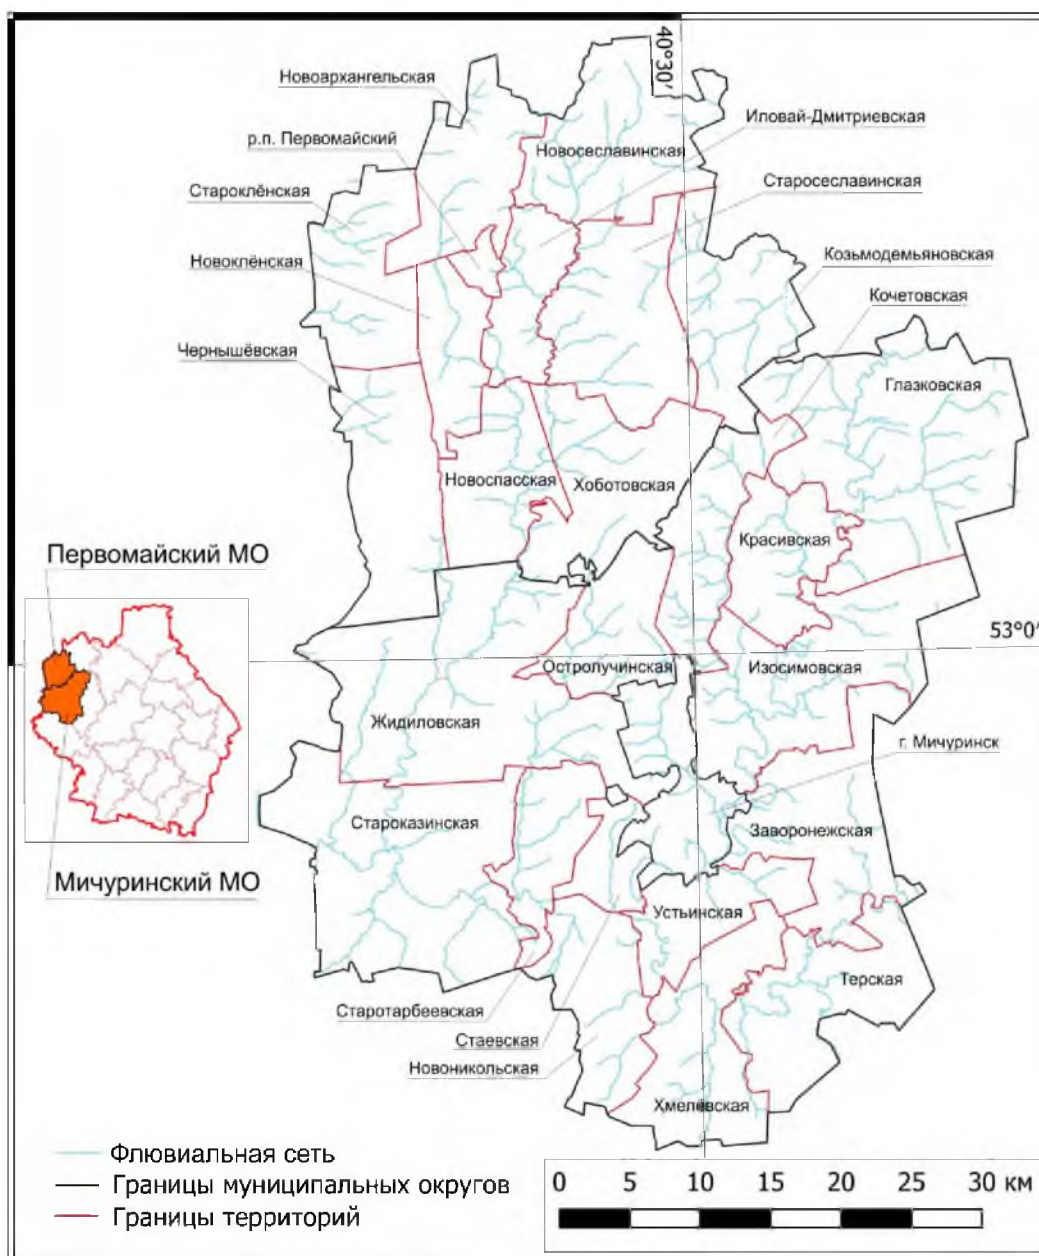 40°30′
Новоархангельская
р.п. Первомайский
Новосеславинская
Иловай-Дмитриевская
Староклёнская
Старосеславинская
Новоклёнская
Козьмодемьяновская
Кочетовская
Чернышёвская
Глазковская
Новоспасская
Хоботовская
Красивская
Первомайский МО
53°0′
Остролучинская
Изосимовская
Жидиловская
г. Мичуринск
Староказинская
Заворонежская
Мичуринский МО
Устьинская
Терская
Старотарбеевская
Стаевская
Новоникольская
Хмелёвская
Флювиальная сеть
Границы муниципальных округов
Границы территорий
0 5 10 15 20 25 30 км